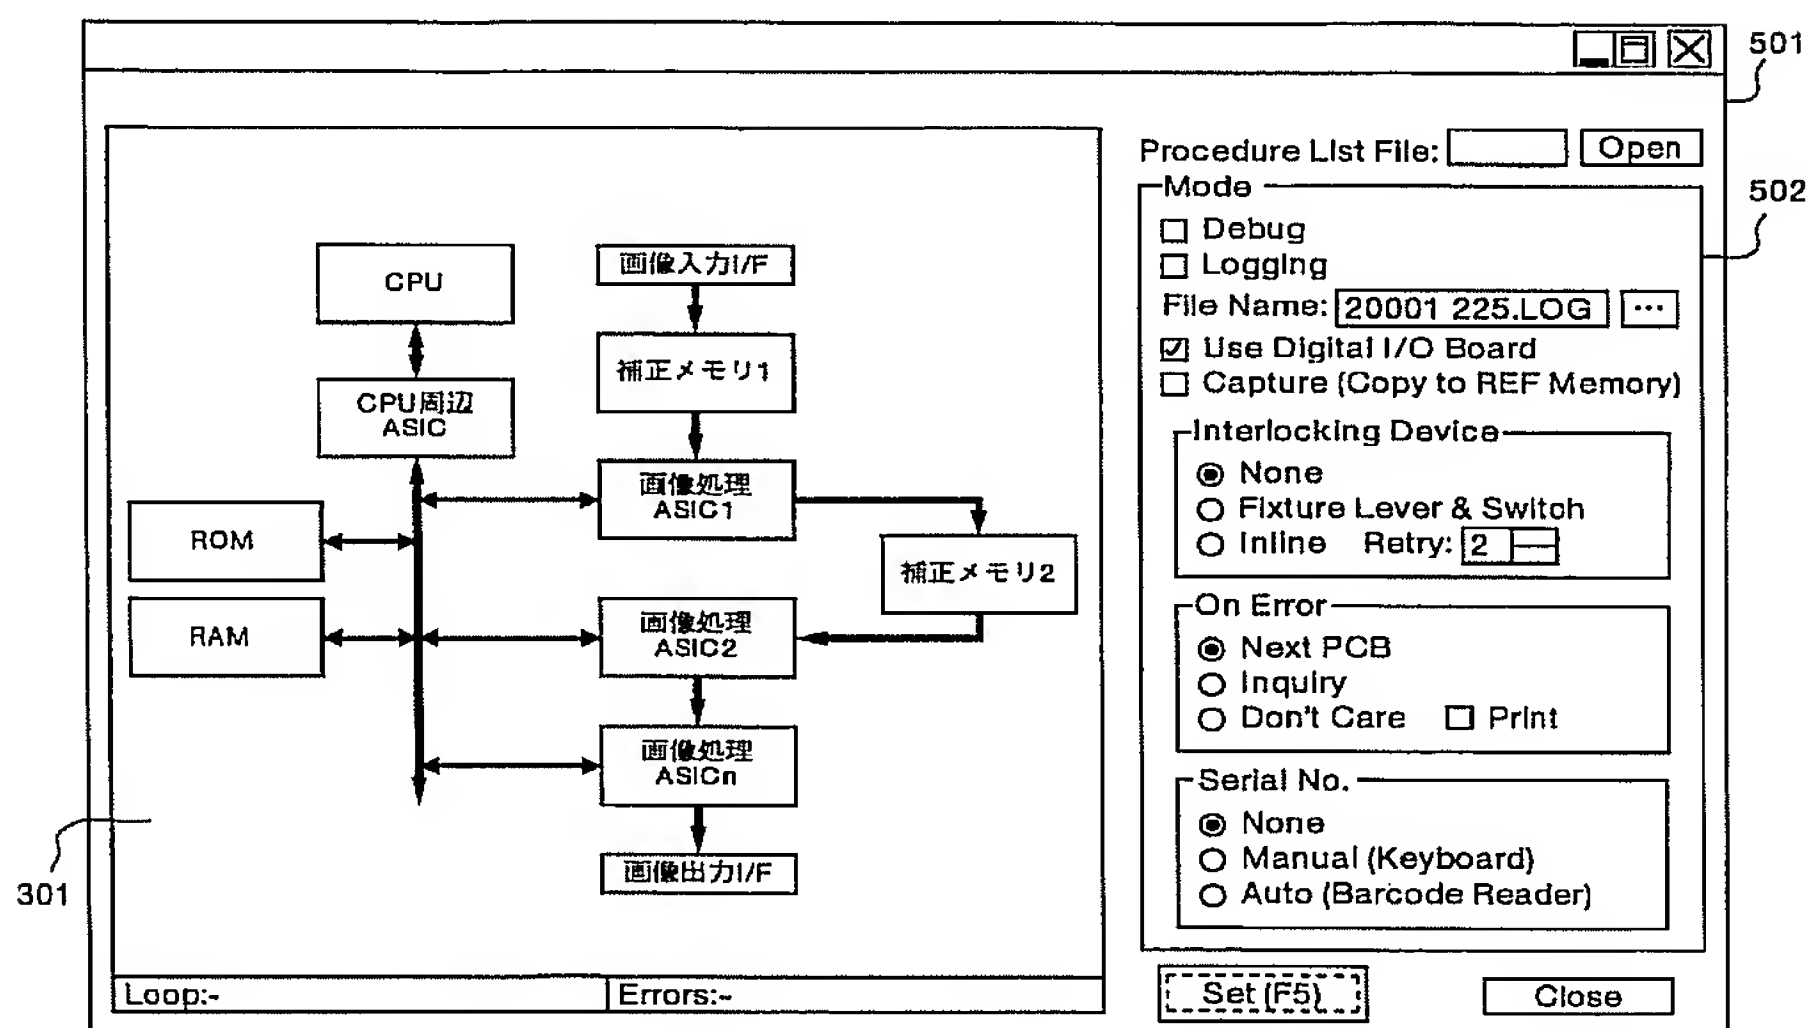 501
Procedure List File:
Open
502
Mode
Debug
Logging
File Name: 20001 225.LOG ...
Use Digital I/O Board
Capture (Copy to REF Memory)
Interlocking Device
None
Fixture Lever & Switch
Inline Retry: 2
On Error
Next PCB
Inquiry
Don't Care Print
Serial No.
None
Manual (Keyboard)
Auto (Barcode Reader)
Set (F5)
Close
CPU
画像入力I/F
補正メモリ1
CPU周辺
ASIC
画像処理
ASIC1
ROM
補正メモリ2
RAM
画像処理
ASIC2
画像処理
ASICn
画像出力I/F
301
Loop:-
Errors:-